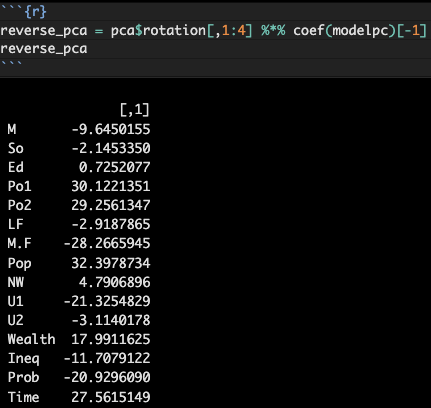 ```{r}
reverse_pca = pca$rotation[,1:4] %*% coef(modelpc)[-1]
reverse_pca
```
[,1]
M -9.6450155
So -2.1453350
Ed 0.7252077
Po1 30.1221351
Po2 29.2561347
LF -2.9187865
M.F -28.2665945
Pop 32.3978734
NW 4.7906896
U1 -21.3254829
U2 -3.1140178
Wealth 17.9911625
Ineq -11.7079122
Prob -20.9296090
Time 27.5615149